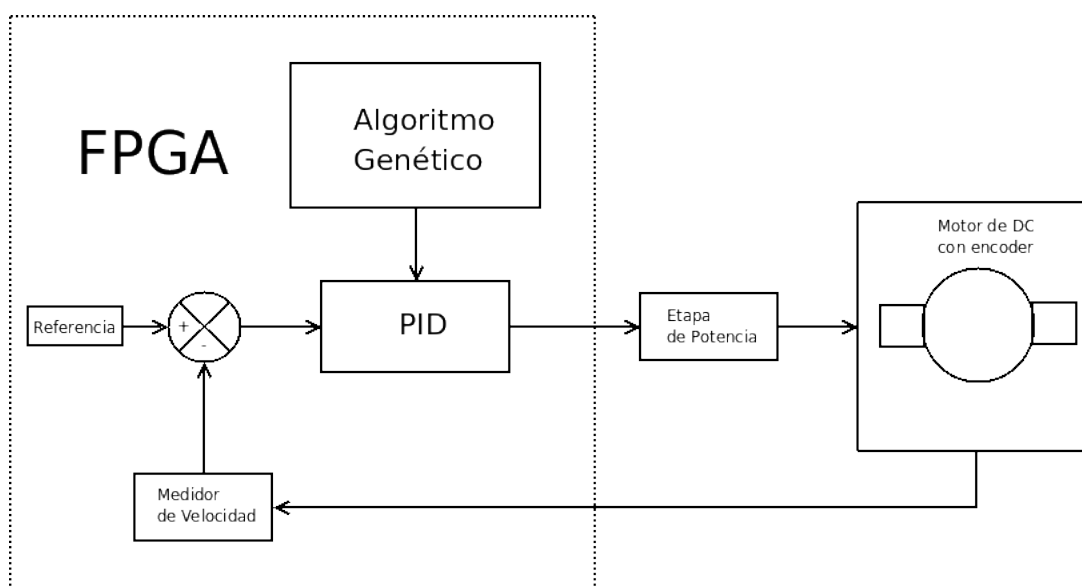 FPGA
Algoritmo
Genético
Motor de DC
con encoder
Referencia
+
-
PID
Etapa
de Potencia
Medidor
de Velocidad